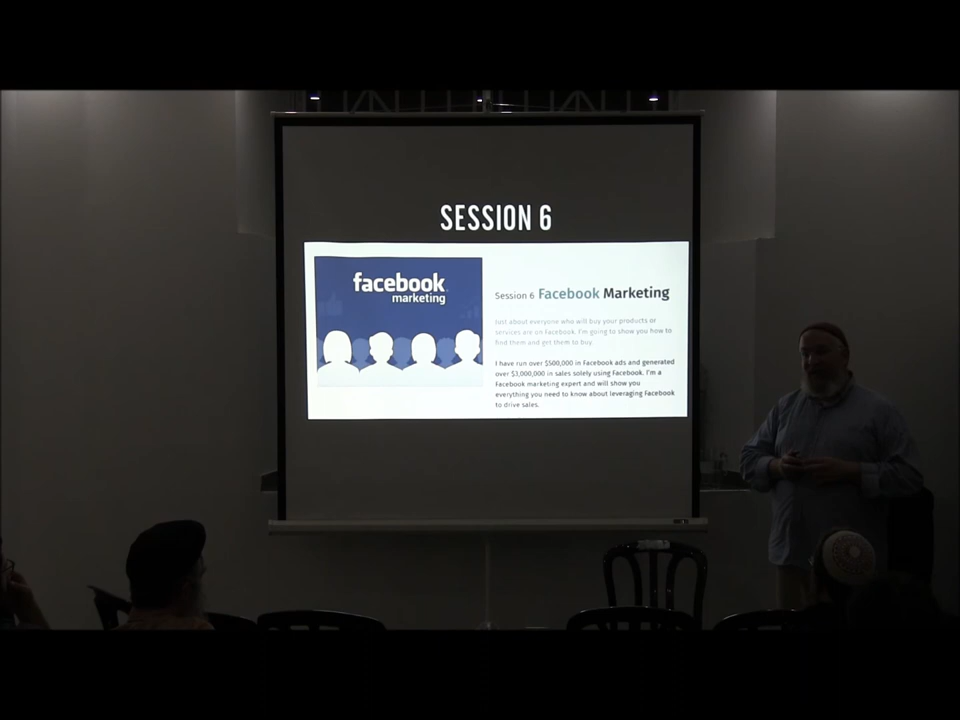 SESSION 6
facebook
marketing
Session 6 Facebook Marketing
Just about everyone who will buy your products or
services are on Facebook. I'm going to show you how to
find them and get them to buy.
I have run over $500,000 in Facebook ads and generated
over $3,000,000 in sales solely using Facebook. I'm a
Facebook marketing expert and will show you
everything you need to know about leveraging Facebook
to drive sales.